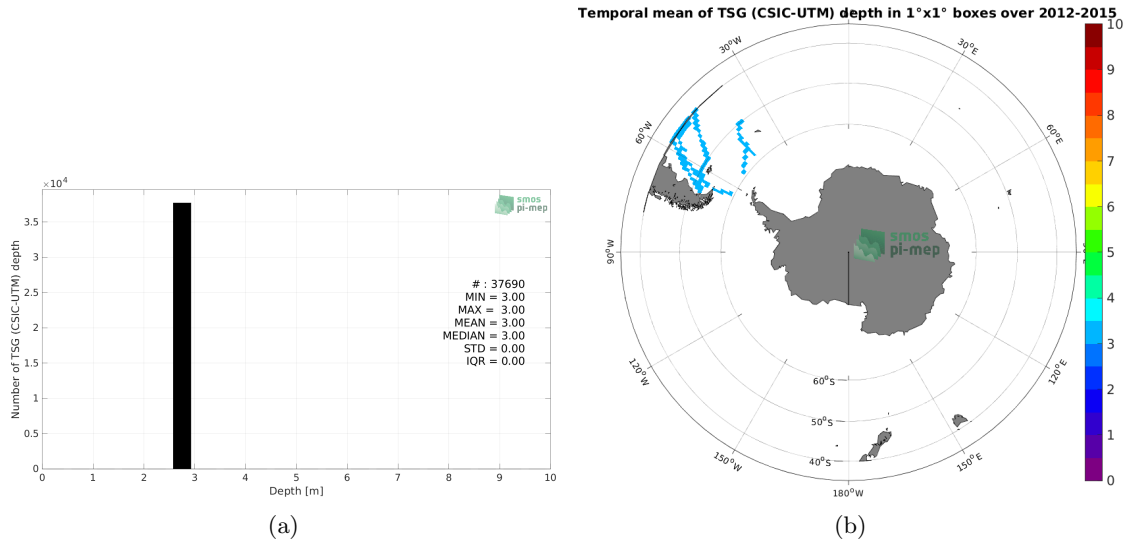 Temporal mean of TSG (CSIC-UTM) depth in 1°x1° boxes over 2012-2015
×10⁴
3.5
3
2.5
2
1.5
1
0.5
0
Number of TSG (CSIC-UTM) depth
smos
pi-mep
# : 37690
MIN = 3.00
MAX = 3.00
MEAN = 3.00
MEDIAN = 3.00
STD = 0.00
IQR = 0.00
0 1 2 3 4 5 6 7 8 9 10
Depth [m]
(a)
0°
30°W
30°E
60°W
60°E
90°W
120°W
120°E
150°W
150°E
180°W
60°S
50°S
40°S
smos
pi-mep
10
9
8
7
6
5
4
3
2
1
0
(b)